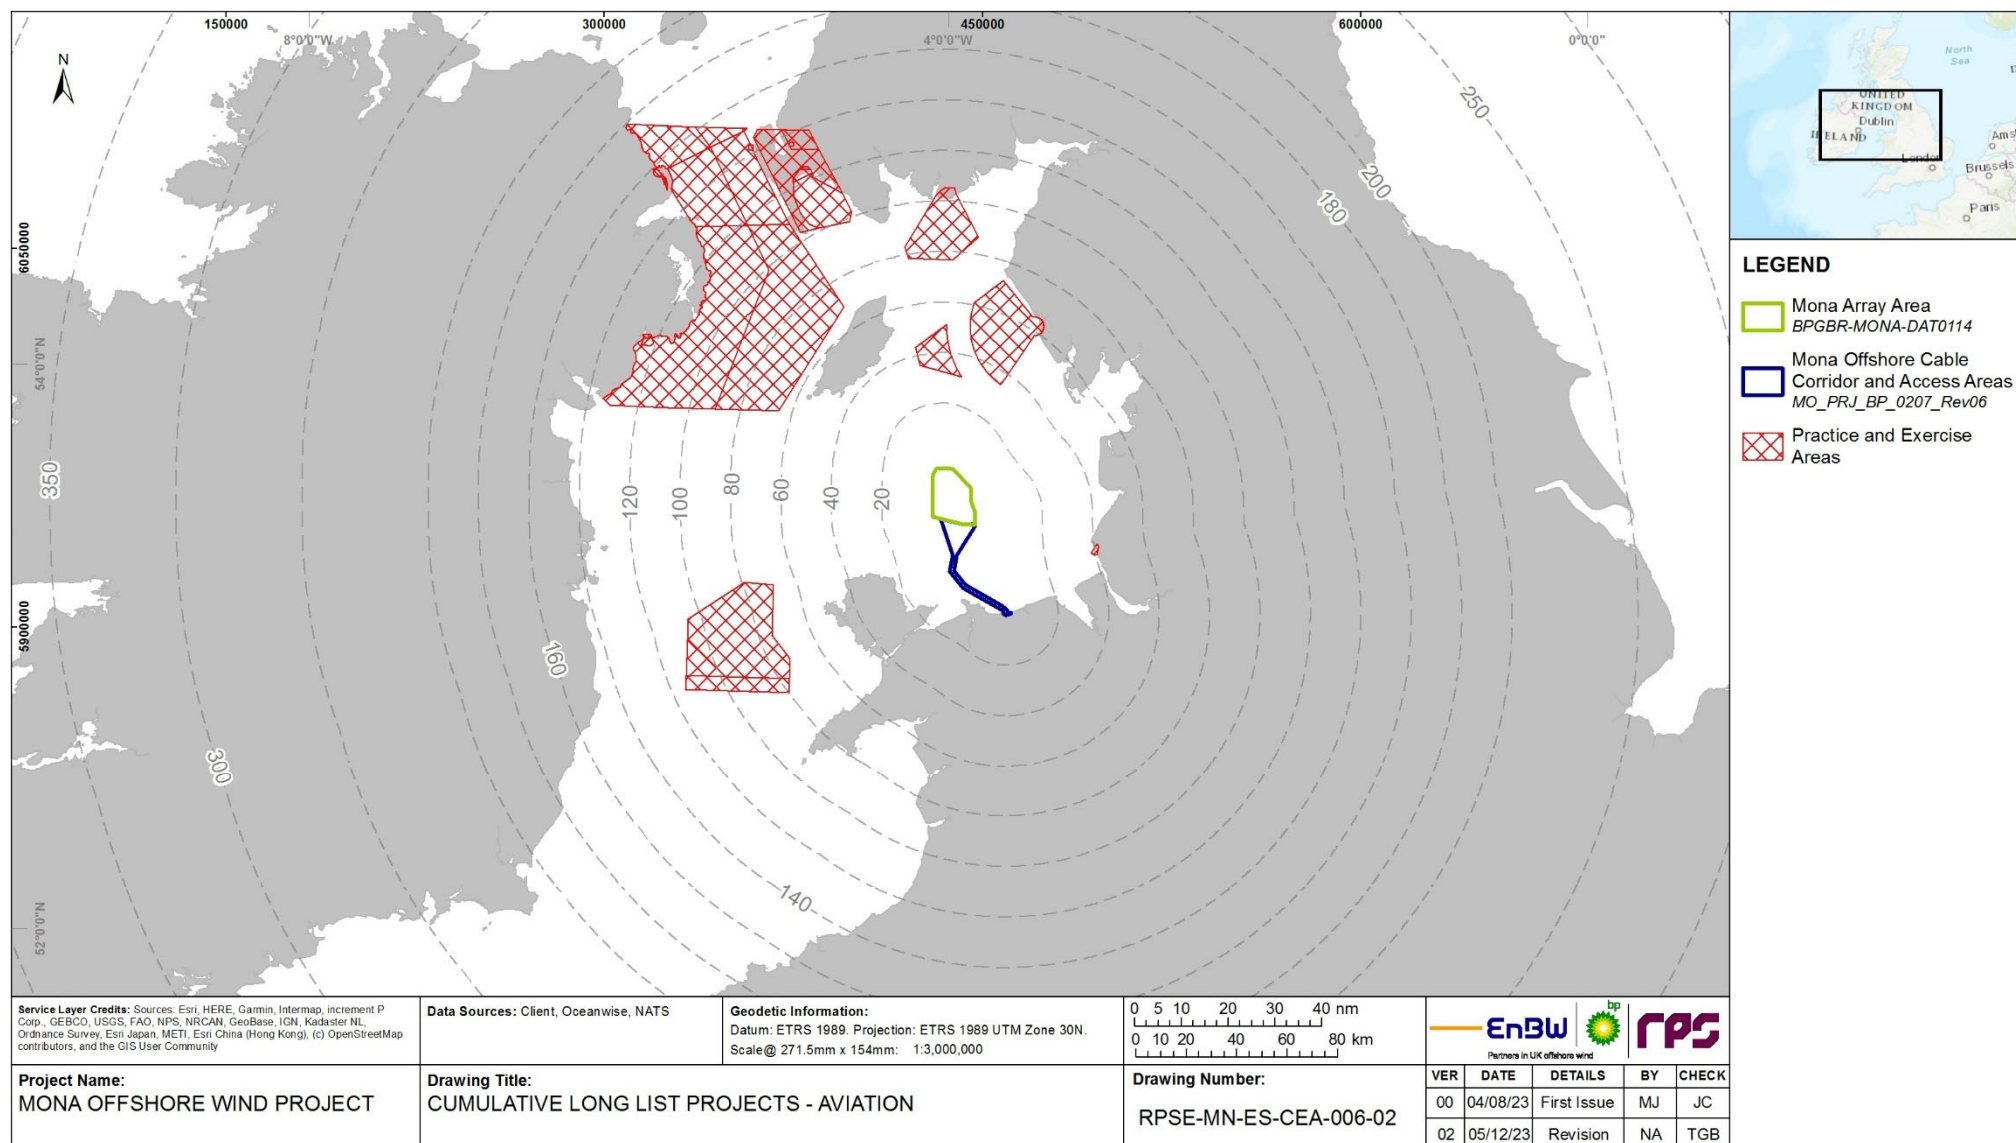 150000
300000
450000
600000
8°0'0"W
4°0'0"W
0°0'0"
N
6050000
54°0'0"N
5900000
52°0'0"N
250
200
180
350
120
100
80
60
40
20
160
300
140
North
Sea
UNITED
KINGDOM
Dublin
IRELAND
London
Amst
Brussels
Paris
LEGEND
Mona Array Area
BPGBR-MONA-DAT0114
Mona Offshore Cable
Corridor and Access Areas
MO_PRJ_BP_0207_Rev06
Practice and Exercise
Areas
Service Layer Credits: Sources: Esri, HERE, Garmin, Intermap, increment P
Corp., GEBCO, USGS, FAO, NPS, NRCAN, GeoBase, IGN, Kadaster NL,
Ordnance Survey, Esri Japan, METI, Esri China (Hong Kong), (c) OpenStreetMap
contributors, and the GIS User Community
Data Sources: Client, Oceanwise, NATS
Geodetic Information:
Datum: ETRS 1989. Projection: ETRS 1989 UTM Zone 30N.
Scale@ 271.5mm x 154mm: 1:3,000,000
0 5 10 20 30 40 nm
0 10 20 40 60 80 km
EnBW
bp
rps
Partners in UK offshore wind
Project Name:
MONA OFFSHORE WIND PROJECT
Drawing Title:
CUMULATIVE LONG LIST PROJECTS - AVIATION
Drawing Number:
RPSE-MN-ES-CEA-006-02
VER DATE DETAILS BY CHECK
00 04/08/23 First Issue MJ JC
02 05/12/23 Revision NA TGB